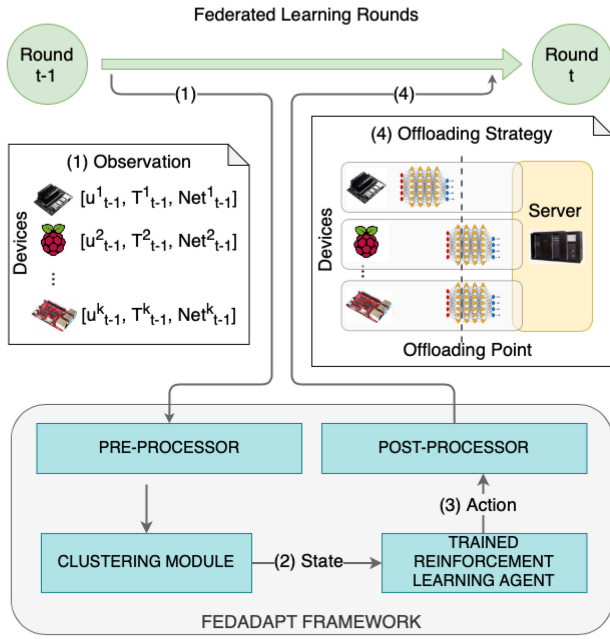 Federated Learning Rounds
Round
t-1
Round
t
(1)
(4)
(1) Observation
Devices
[u¹ₜ₋₁, T¹ₜ₋₁, Net¹ₜ₋₁]
[u²ₜ₋₁, T²ₜ₋₁, Net²ₜ₋₁]
...
[uᵏₜ₋₁, Tᵏₜ₋₁, Netᵏₜ₋₁]
(4) Offloading Strategy
Devices
Server
...
Offloading Point
PRE-PROCESSOR
POST-PROCESSOR
(3) Action
CLUSTERING MODULE
(2) State
TRAINED
REINFORCEMENT
LEARNING AGENT
FEDADAPT FRAMEWORK